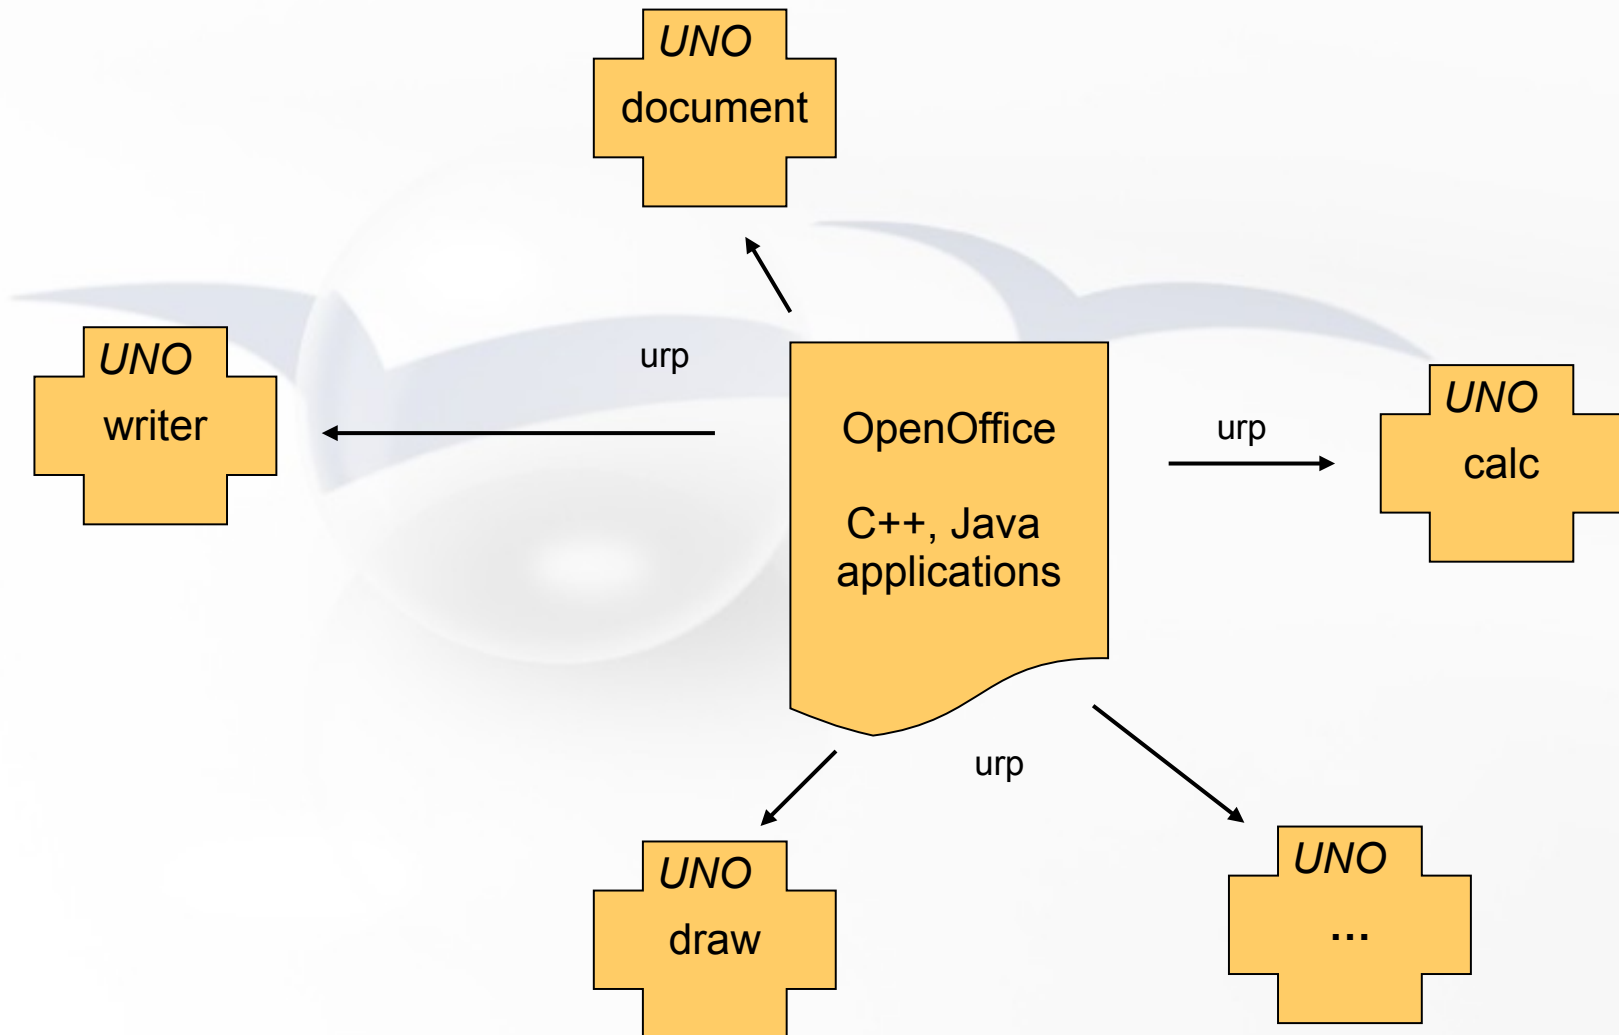 UNO
document
urp
UNO
writer
OpenOffice
C++, Java
applications
urp
UNO
calc
urp
UNO
draw
UNO
...